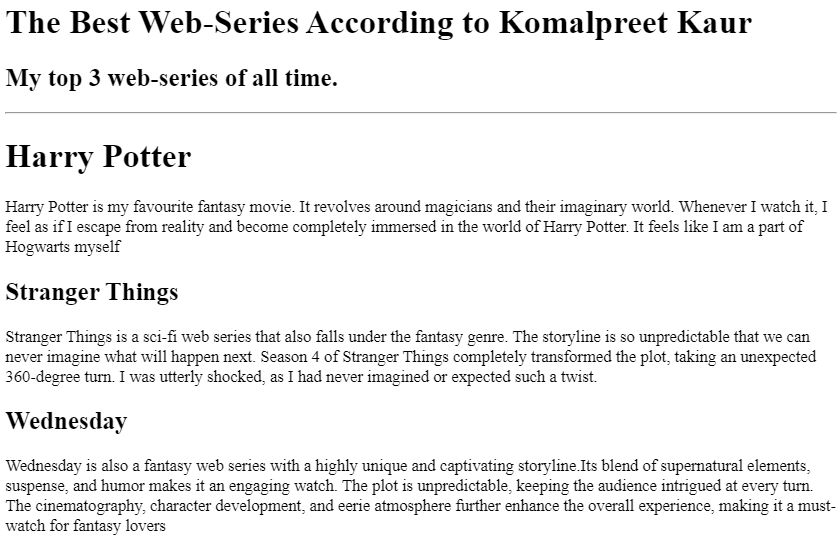 The Best Web-Series According to Komalpreet Kaur
My top 3 web-series of all time.
Harry Potter
Harry Potter is my favourite fantasy movie. It revolves around magicians and their imaginary world. Whenever I watch it, I
feel as if I escape from reality and become completely immersed in the world of Harry Potter. It feels like I am a part of
Hogwarts myself
Stranger Things
Stranger Things is a sci-fi web series that also falls under the fantasy genre. The storyline is so unpredictable that we can
never imagine what will happen next. Season 4 of Stranger Things completely transformed the plot, taking an unexpected
360-degree turn. I was utterly shocked, as I had never imagined or expected such a twist.
Wednesday
Wednesday is also a fantasy web series with a highly unique and captivating storyline.Its blend of supernatural elements,
suspense, and humor makes it an engaging watch. The plot is unpredictable, keeping the audience intrigued at every turn.
The cinematography, character development, and eerie atmosphere further enhance the overall experience, making it a must-
watch for fantasy lovers